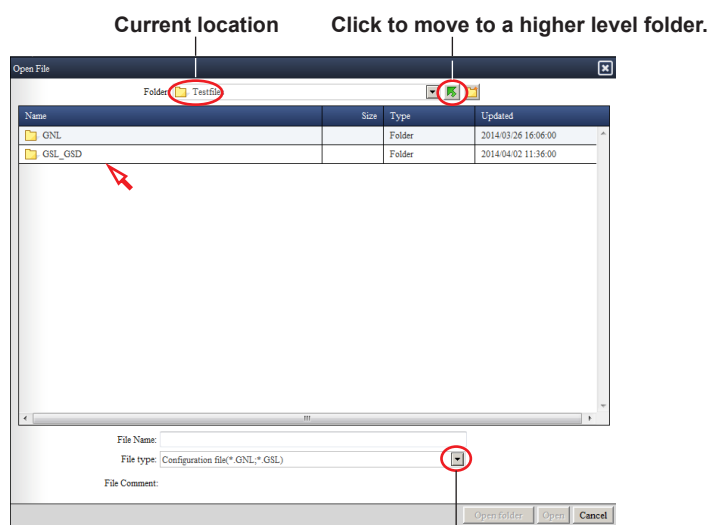 Current location Click to move to a higher level folder.
Open File
Folder: Testfile
Name Size Type Updated
GNL Folder 2014/03/26 16:06:00
GSL_GSD Folder 2014/04/02 11:36:00
File Name:
File type: Configuration file(*.GNL;*.GSL)
File Comment:
Open folder Open Cancel